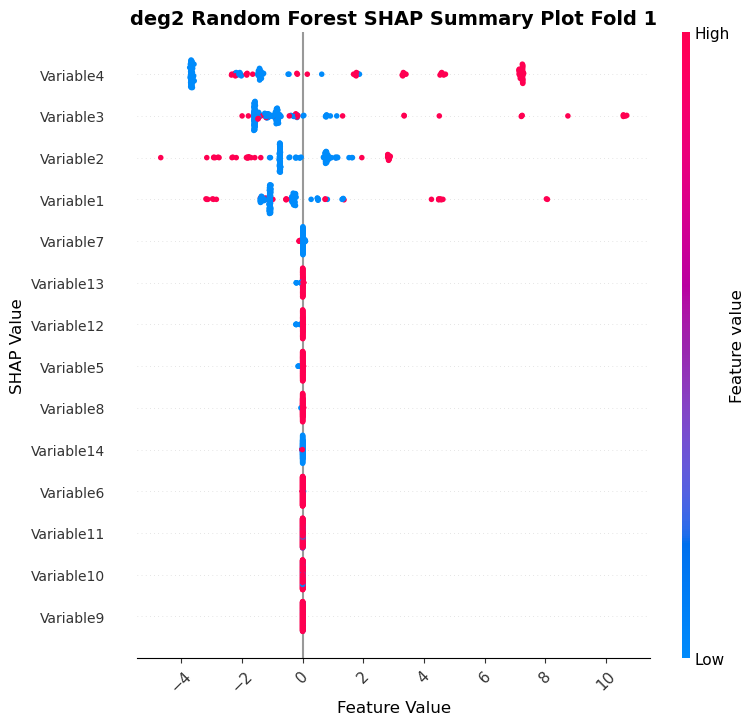 deg2 Random Forest SHAP Summary Plot Fold 1
High
Variable4
Variable3
Variable2
Variable1
Variable7
Variable13
Variable12
Variable5
Variable8
Variable14
Variable6
Variable11
Variable10
Variable9
SHAP Value
Feature value
Low
−4 −2 0 2 4 6 8 10
Feature Value